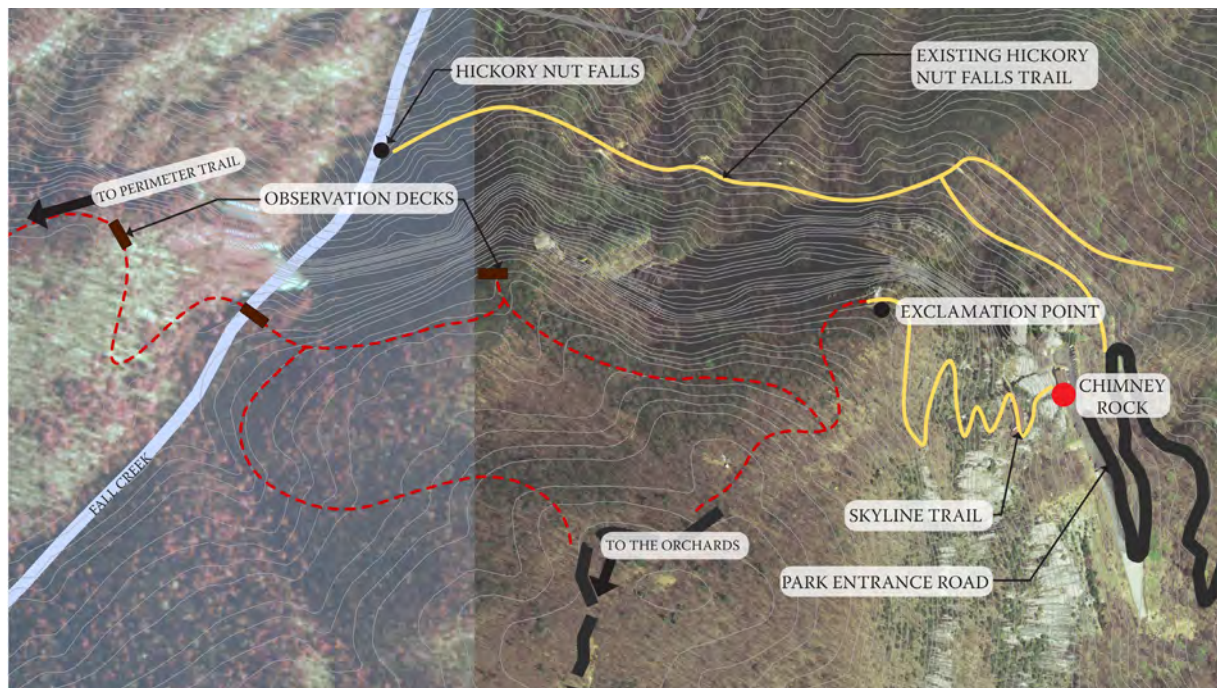 HICKORY NUT FALLS
EXISTING HICKORY
NUT FALLS TRAIL
TO PERIMETER TRAIL
OBSERVATION DECKS
EXCLAMATION POINT
CHIMNEY
ROCK
FALL CREEK
SKYLINE TRAIL
TO THE ORCHARDS
PARK ENTRANCE ROAD